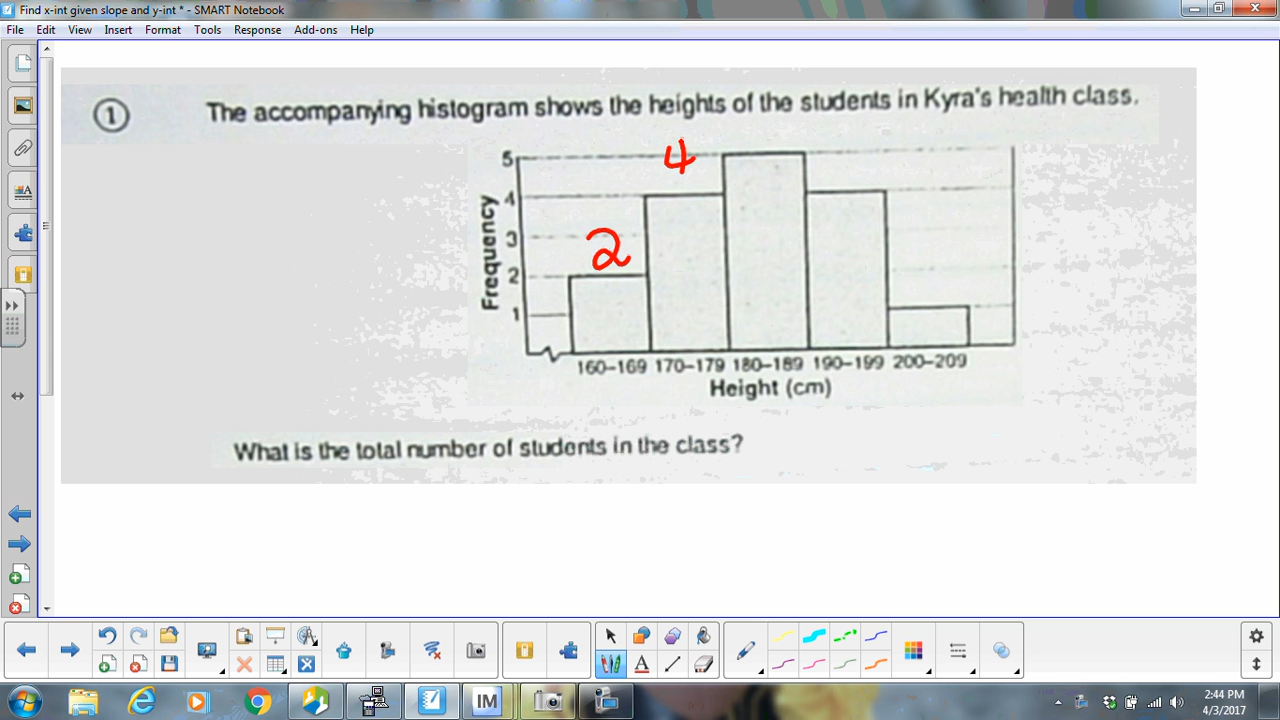 Find x-int given slope and y-int * - SMART Notebook
File Edit View Insert Format Tools Response Add-ons Help
1 The accompanying histogram shows the heights of the students in Kyra's health class.
5
4
3
2
1
Frequency
2
4
160–169 170–179 180–189 190–199 200–209
Height (cm)
What is the total number of students in the class?
A
A
IM
2:44 PM
4/3/2017